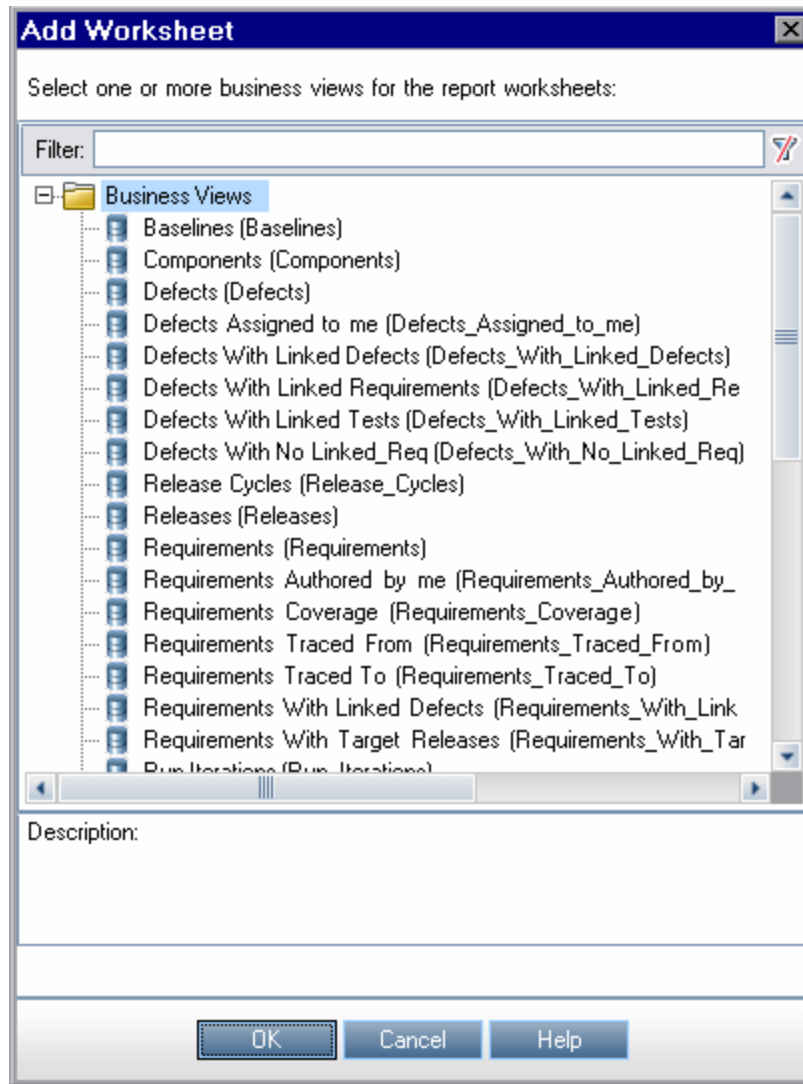 Add Worksheet
Select one or more business views for the report worksheets:
Filter:
Business Views
Baselines (Baselines)
Components (Components)
Defects (Defects)
Defects Assigned to me (Defects_Assigned_to_me)
Defects With Linked Defects (Defects_With_Linked_Defects)
Defects With Linked Requirements (Defects_With_Linked_Re
Defects With Linked Tests (Defects_With_Linked_Tests)
Defects With No Linked_Req (Defects_With_No_Linked_Req)
Release Cycles (Release_Cycles)
Releases (Releases)
Requirements (Requirements)
Requirements Authored by me (Requirements_Authored_by_
Requirements Coverage (Requirements_Coverage)
Requirements Traced From (Requirements_Traced_From)
Requirements Traced To (Requirements_Traced_To)
Requirements With Linked Defects (Requirements_With_Link
Requirements With Target Releases (Requirements_With_Tar
Run Iterations (Run_Iterations)
Description:
OK Cancel Help